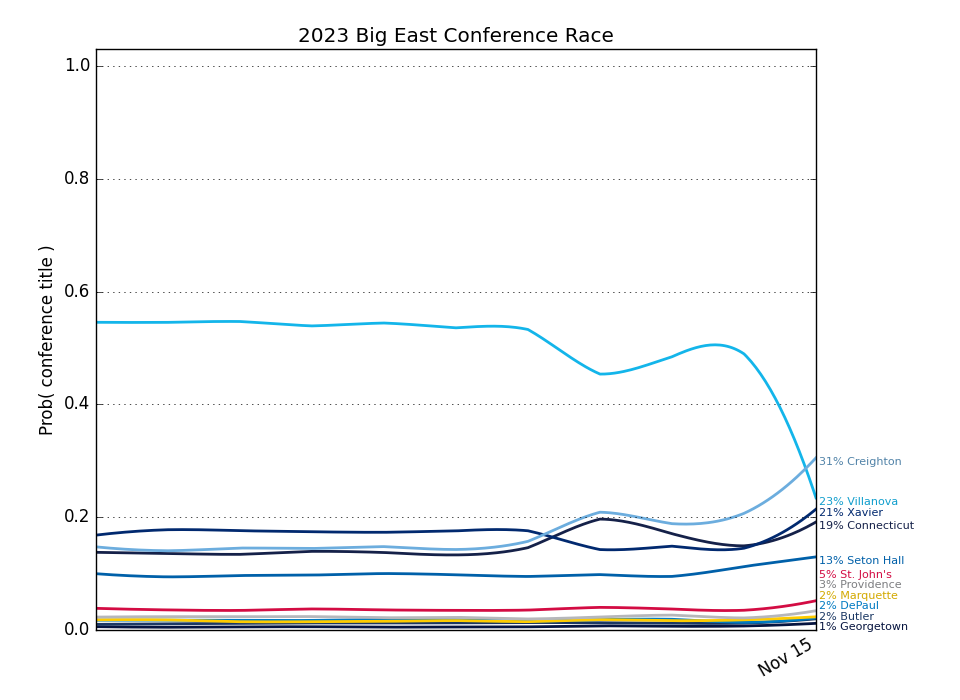 2023 Big East Conference Race
1.0
0.8
0.6
0.4
0.2
0.0
Prob( conference title )
31% Creighton
23% Villanova
21% Xavier
19% Connecticut
13% Seton Hall
5% St. John's
3% Providence
2% Marquette
2% DePaul
2% Butler
1% Georgetown
Nov 15